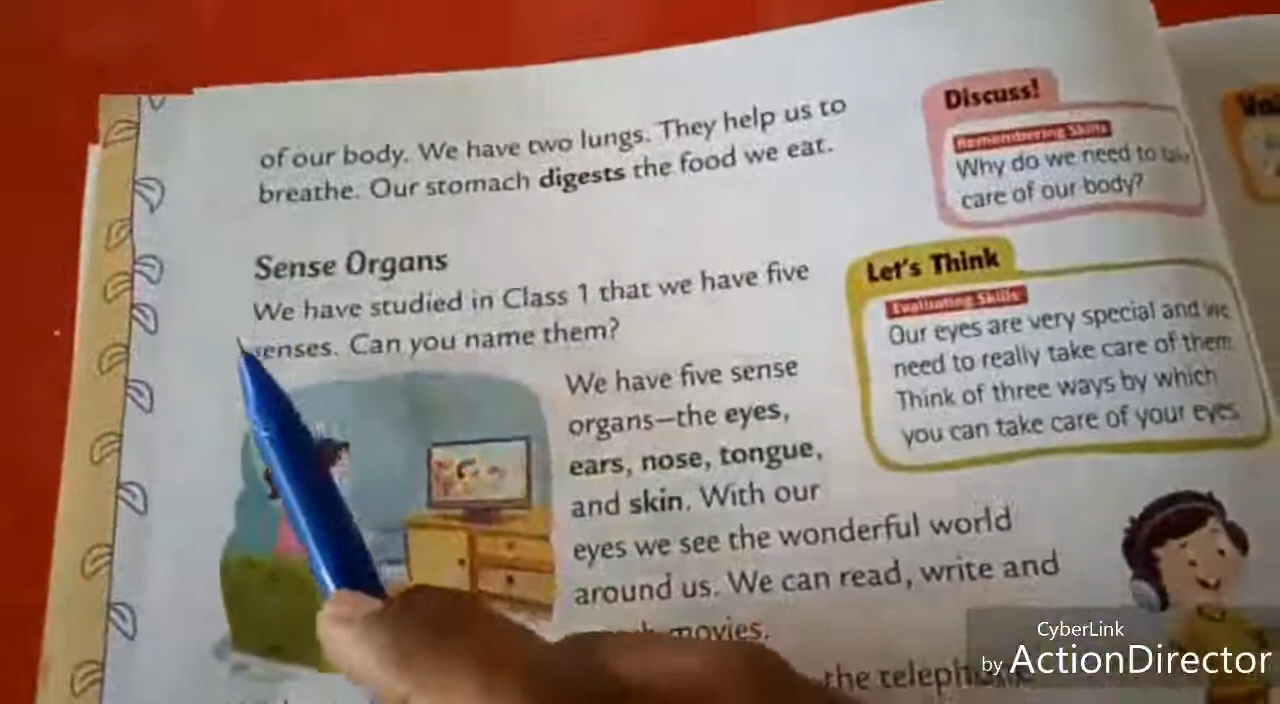 of our body. We have two lungs. They help us to
breathe. Our stomach digests the food we eat.
Sense Organs
We have studied in Class 1 that we have five
senses. Can you name them?
We have five sense
organs—the eyes,
ears, nose, tongue,
and skin. With our
eyes we see the wonderful world
around us. We can read, write and
movies.
the telephone
Discuss!
Remembering Skills
Why do we need to take
care of our body?
Let's Think
Evaluating Skills
Our eyes are very special and we
need to really take care of them
Think of three ways by which
you can take care of your eyes
CyberLink
by ActionDirector